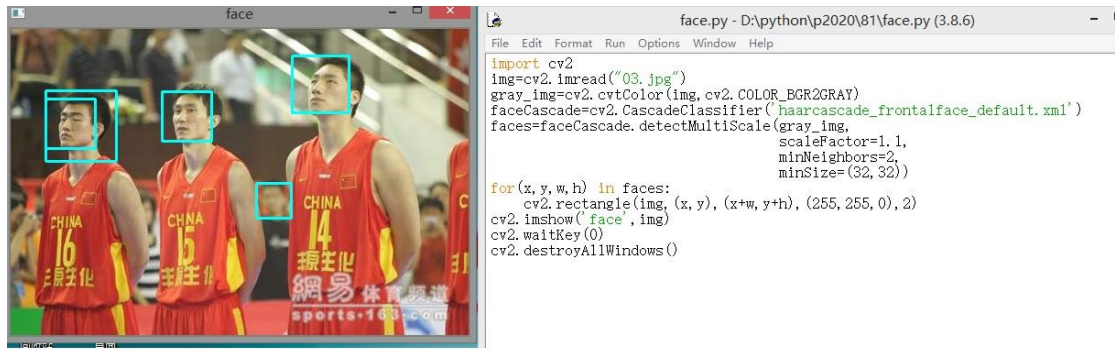 face
CHINA
16
CHINA
15
CHINA
14
網易 体育频道
sports·163·com
face.py - D:\python\p2020\81\face.py (3.8.6)
File Edit Format Run Options Window Help
import cv2
img=cv2.imread("03.jpg")
gray_img=cv2.cvtColor(img,cv2.COLOR_BGR2GRAY)
faceCascade=cv2.CascadeClassifier('haarcascade_frontalface_default.xml')
faces=faceCascade.detectMultiScale(gray_img,
scaleFactor=1.1,
minNeighbors=2,
minSize=(32,32))
for(x,y,w,h) in faces:
cv2.rectangle(img,(x,y),(x+w,y+h),(255,255,0),2)
cv2.imshow('face',img)
cv2.waitKey(0)
cv2.destroyAllWindows()